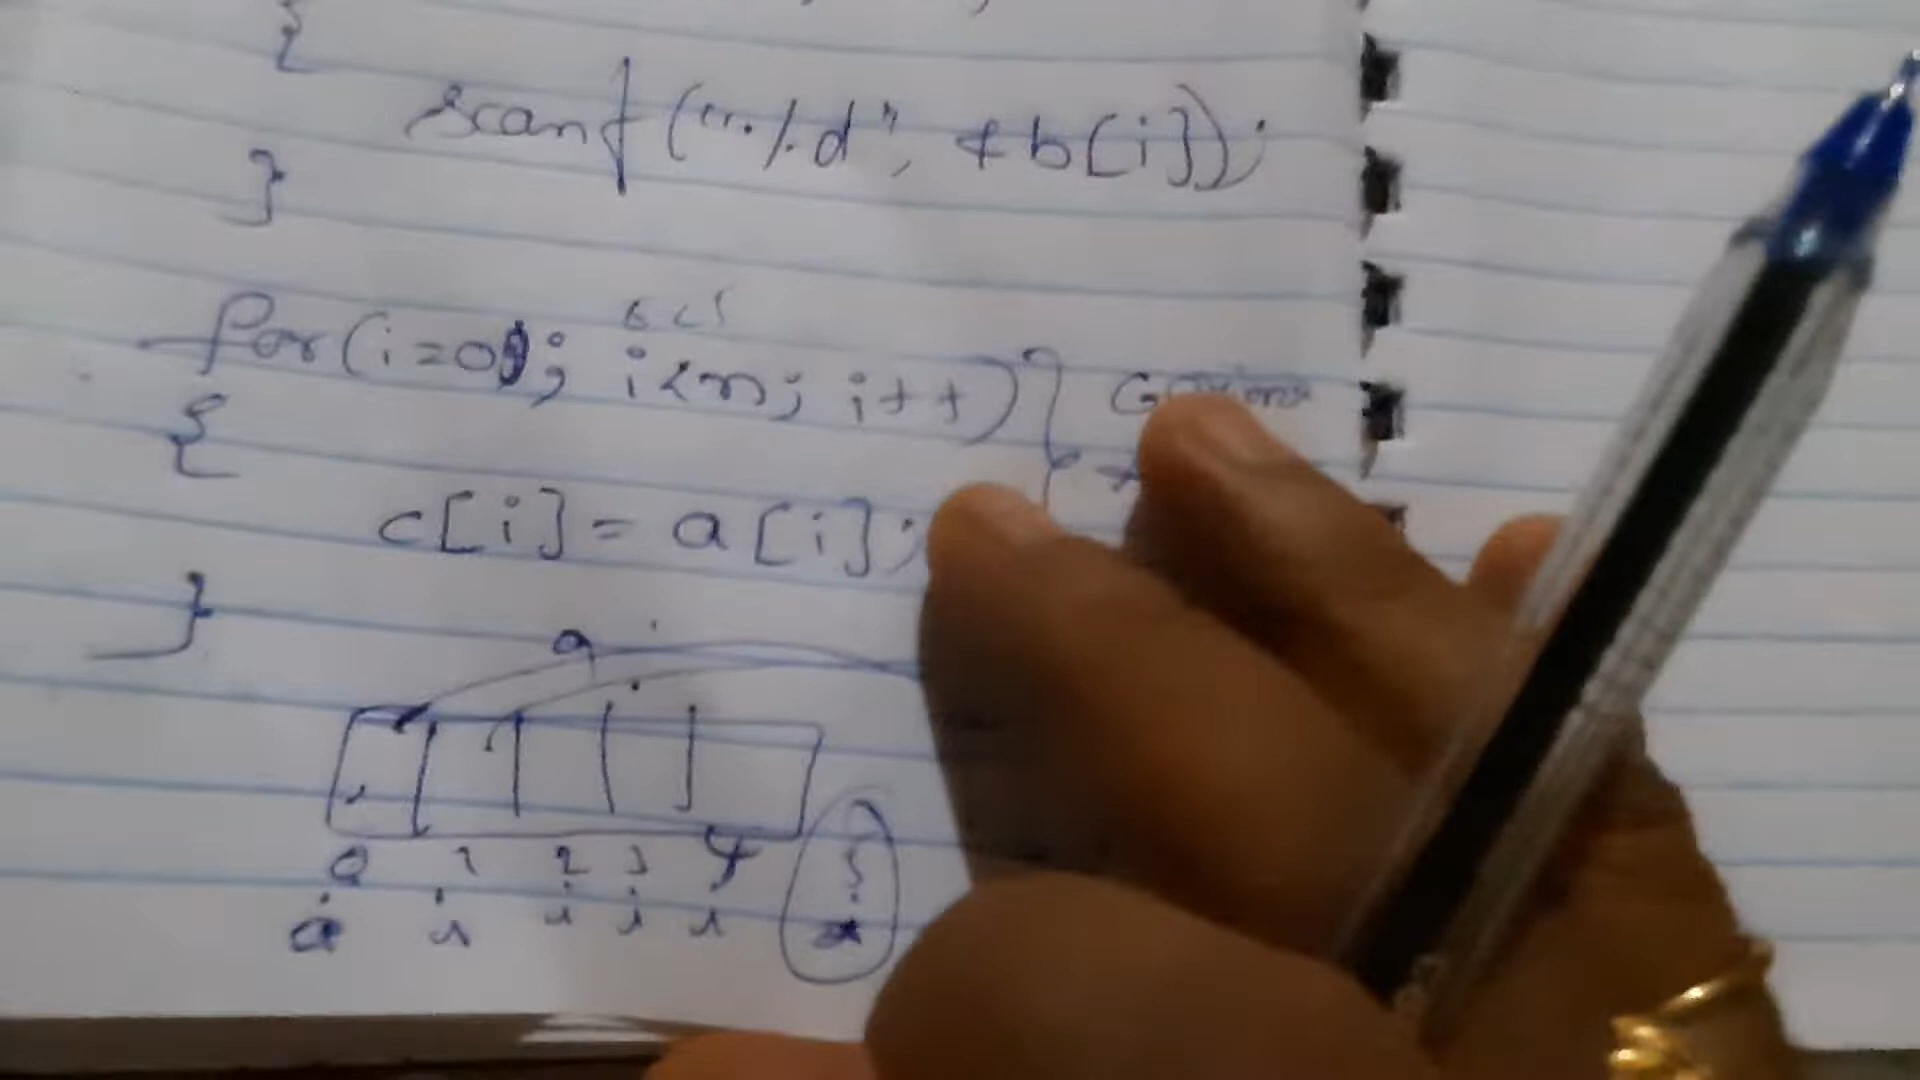 {
scanf("%d", &b[i]);
}
for(i=0; i<n; i++)
{
c[i] = a[i];
}
a
0 1 2 3 4 5
i i i i